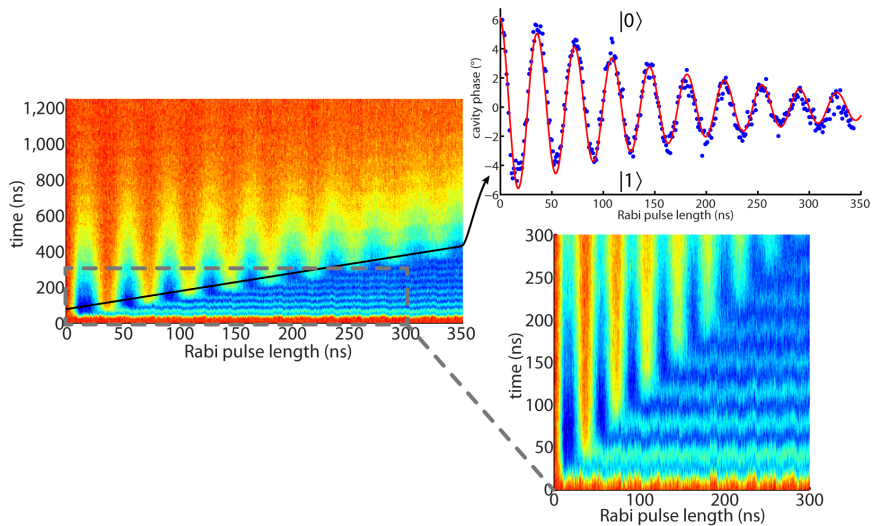 1,200
1,000
800
600
400
200
0
time (ns)
0 50 100 150 200 250 300 350
Rabi pulse length (ns)
6
4
2
0
−2
−4
−6
cavity phase (°)
|0⟩
|1⟩
0 50 100 150 200 250 300 350
Rabi pulse length (ns)
300
250
200
150
100
50
0
time (ns)
0 100 200 300
Rabi pulse length (ns)